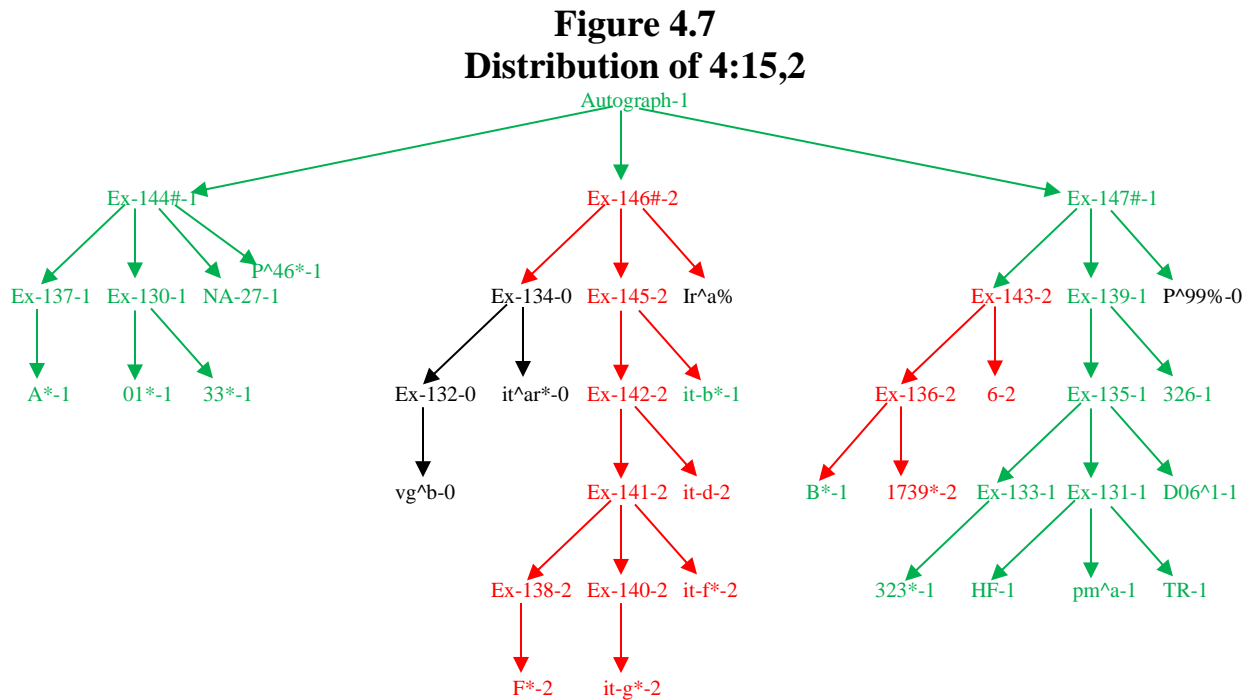 Figure 4.7
Distribution of 4:15,2
Autograph-1
Ex-144#-1 Ex-146#-2 Ex-147#-1
P^46*-1
Ex-137-1 Ex-130-1 NA-27-1 Ex-134-0 Ex-145-2 Ir^a% Ex-143-2 Ex-139-1 P^99%-0
A*-1 01*-1 33*-1 Ex-132-0 it^ar*-0 Ex-142-2 it-b*-1 Ex-136-2 6-2 Ex-135-1 326-1
vg^b-0 Ex-141-2 it-d-2 B*-1 1739*-2 Ex-133-1 Ex-131-1 D06^1-1
Ex-138-2 Ex-140-2 it-f*-2 323*-1 HF-1 pm^a-1 TR-1
F*-2 it-g*-2